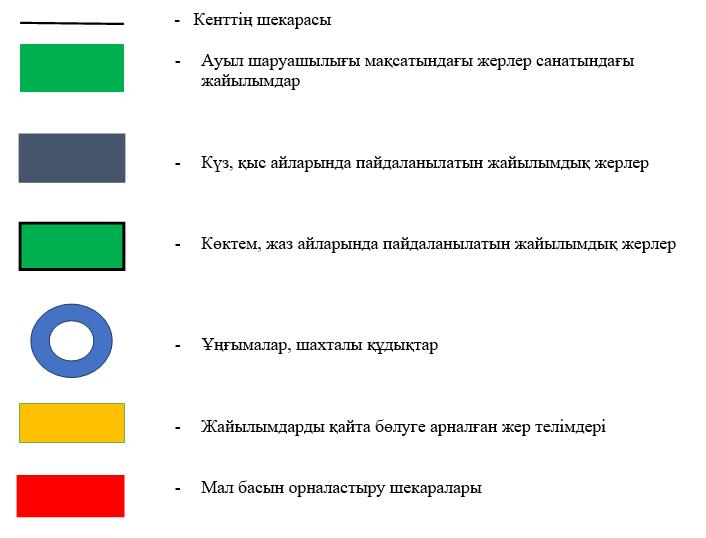 - Кенттің шекарасы
- Ауыл шаруашылығы мақсатындағы жерлер санатындағы
жайылымдар
- Күз, қыс айларында пайдаланылатын жайылымдық жерлер
- Көктем, жаз айларында пайдаланылатын жайылымдық жерлер
- Ұңғымалар, шахталы құдықтар
- Жайылымдарды қайта бөлуге арналған жер телімдері
- Мал басын орналастыру шекаралары